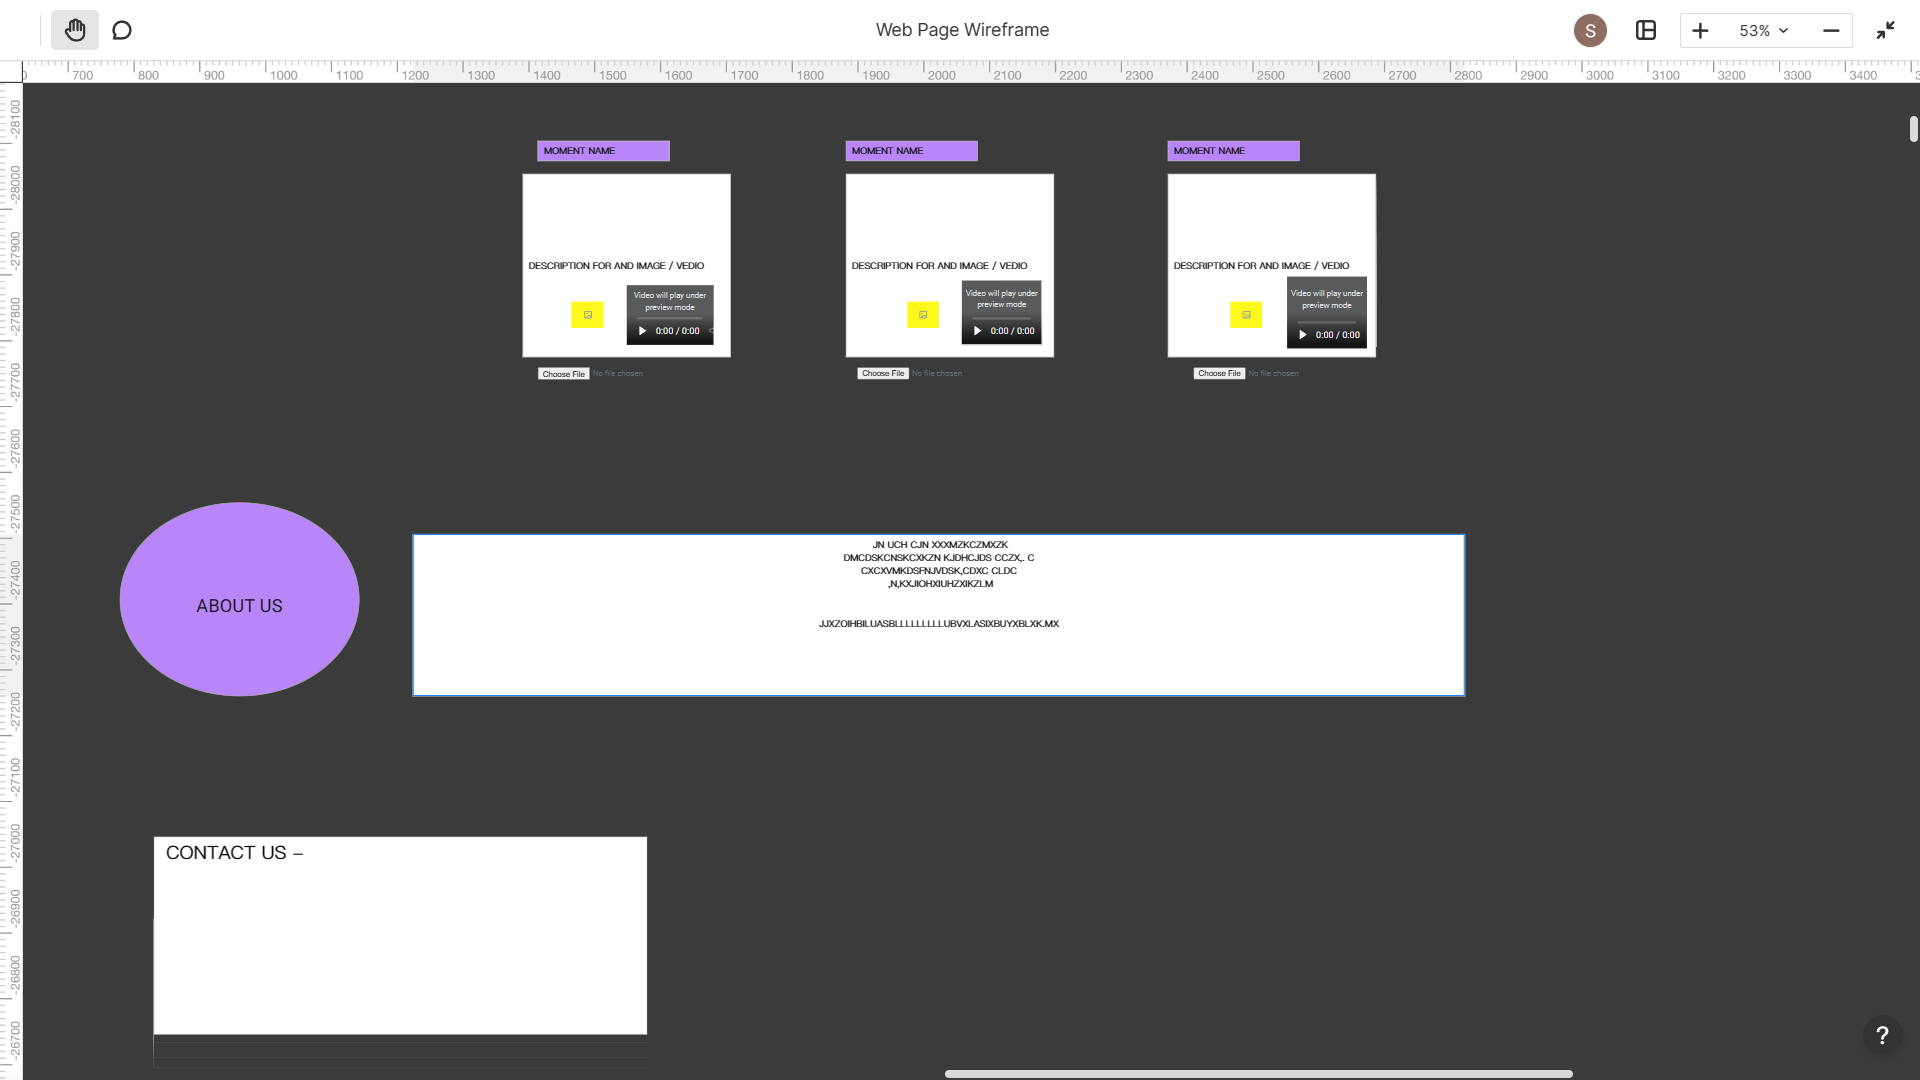 Web Page Wireframe
S
53%
700 800 900 1000 1100 1200 1300 1400 1500 1600 1700 1800 1900 2000 2100 2200 2300 2400 2500 2600 2700 2800 2900 3000 3100 3200 3300 3400
-28100
-28000
-27900
-27800
-27700
-27600
-27500
-27400
-27300
-27200
-27100
-27000
-26900
-26800
-26700
MOMENT NAME MOMENT NAME MOMENT NAME
DESCRIPTION FOR AND IMAGE / VEDIO DESCRIPTION FOR AND IMAGE / VEDIO DESCRIPTION FOR AND IMAGE / VEDIO
Video will play under Video will play under Video will play under
preview mode preview mode preview mode
0:00 / 0:00 0:00 / 0:00 0:00 / 0:00
Choose File No file chosen Choose File No file chosen Choose File No file chosen
ABOUT US
JN UCH CJN XXXMZKCZMXZK
DMCDSKCNSKCXKZN KJDHCJDS CCZX,. C
CXCXVMKDSFNJVDSK,CDXC CLDC
,N,KXJIOHXIUHZXIKZLM
JJXZOIHBILUASBLLLLLLLLLUBVXLASIXBUYXBLXK.MX
CONTACT US –
?